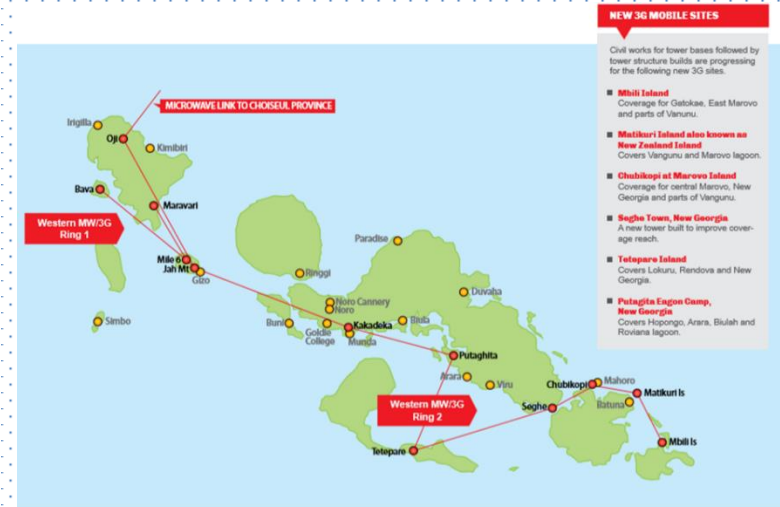 NEW 3G MOBILE SITES
Civil works for tower bases followed by
tower structure builds are progressing
for the following new 3G sites.
Mbili Island
Coverage for Gatokae, East Marovo
and parts of Vanunu.
Matikuri Island also known as
New Zealand Island
Covers Vangunu and Marovo lagoon.
Chubikopi at Marovo Island
Coverage for central Marovo, New
Georgia and parts of Vangunu.
Seghe Town, New Georgia
A new tower built to improve cover-
age reach.
Tetepare Island
Covers Lokuru, Rendova and New
Georgia.
Putagita Eagon Camp,
New Georgia
Covers Hopongo, Arara, Biulah and
Roviana lagoon.
MICROWAVE LINK TO CHOISEUL PROVINCE
Irigilla
Oji
Kimibiri
Bava
Maravari
Western MW/3G
Ring 1
Mile 6
Jah Mt
Gizo
Simbo
Paradise
Ringgi
Noro Cannery
Noro
Buni
Goldie
College
Kakadeka
Munda
Duvaha
Putaghita
Arara
Viru
Western MW/3G
Ring 2
Chubikopi
Mahoro
Matikuri Is
Batuna
Seghe
Tetepare
Mbili Is